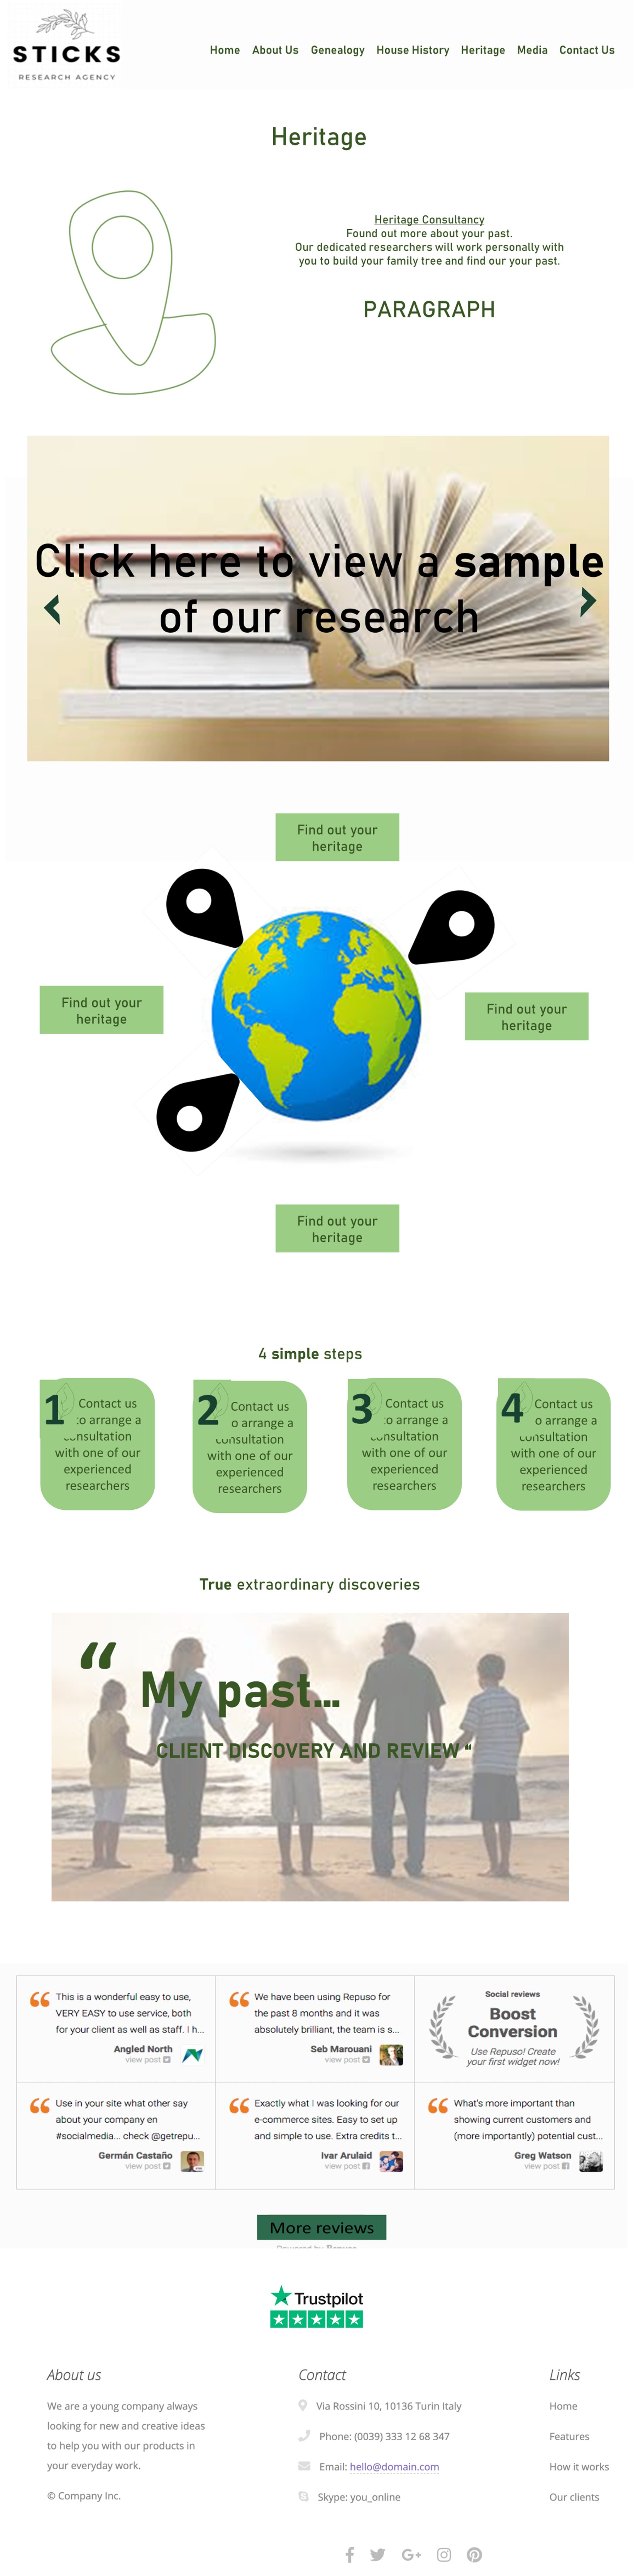 STICKS
RESEARCH AGENCY
Home About Us Genealogy House History Heritage Media Contact Us
Heritage
Heritage Consultancy
Found out more about your past.
Our dedicated researchers will work personally with
you to build your family tree and find our your past.
PARAGRAPH
Click here to view a sample
of our research
Find out your
heritage
Find out your
heritage
Find out your
heritage
Find out your
heritage
4 simple steps
1 Contact us
to arrange a
consultation
with one of our
experienced
researchers
2 Contact us
to arrange a
consultation
with one of our
experienced
researchers
3 Contact us
to arrange a
consultation
with one of our
experienced
researchers
4 Contact us
to arrange a
consultation
with one of our
experienced
researchers
True extraordinary discoveries
“ My past...
CLIENT DISCOVERY AND REVIEW “
This is a wonderful easy to use,
VERY EASY to use service, both
for your client as well as staff. I h...
Angled North
view post
We have been using Repuso for
the past 8 months and it was
absolutely brilliant, the team is s...
Seb Marouani
view post
Social reviews
Boost
Conversion
Use Repuso! Create
your first widget now!
Use in your site what other say
about your company en
#socialmedia... check @getrepu...
Germán Castaño
view post
Exactly what I was looking for our
e-commerce sites. Easy to set up
and simple to use. Extra credits t...
Ivar Arulaid
view post
What's more important than
showing current customers and
(more importantly) potential cust...
Greg Watson
view post
More reviews
Powered by Repuso
Trustpilot
About us
We are a young company always
looking for new and creative ideas
to help you with our products in
your everyday work.
© Company Inc.
Contact
Via Rossini 10, 10136 Turin Italy
Phone: (0039) 333 12 68 347
Email: hello@domain.com
Skype: you_online
Links
Home
Features
How it works
Our clients